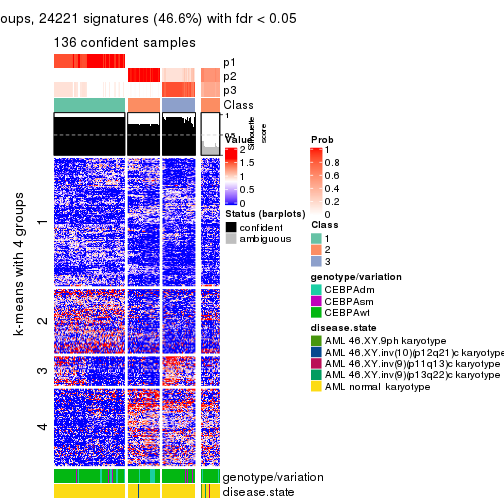 oups, 24221 signatures (46.6%) with fdr < 0.05
136 confident samples
p1
p2
p3
Class
1
0.5
0
Silhouette
score
k-means with 4 groups
1
2
3
4
Value
2
1.5
1
0.5
0
Status (barplots)
confident
ambiguous
Prob
1
0.8
0.6
0.4
0.2
0
Class
1
2
3
genotype/variation
CEBPAdm
CEBPAsm
CEBPAwt
disease.state
AML 46.XY.9ph karyotype
AML 46.XY.inv(10)(p12q21)c karyotype
AML 46.XY.inv(9)(p11q13)c karyotype
AML 46.XY.inv(9)(p13q22)c karyotype
AML normal karyotype
genotype/variation
disease.state